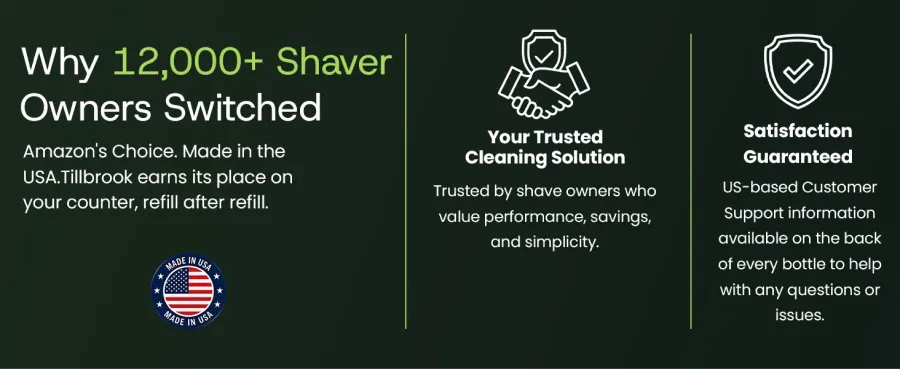 Why 12,000+ Shaver
Owners Switched
Amazon's Choice. Made in the
USA.Tillbrook earns its place on
your counter, refill after refill.
MADE IN USA
MADE IN USA
Your Trusted
Cleaning Solution
Trusted by shave owners who
value performance, savings,
and simplicity.
Satisfaction
Guaranteed
US-based Customer
Support information
available on the back
of every bottle to help
with any questions or
issues.